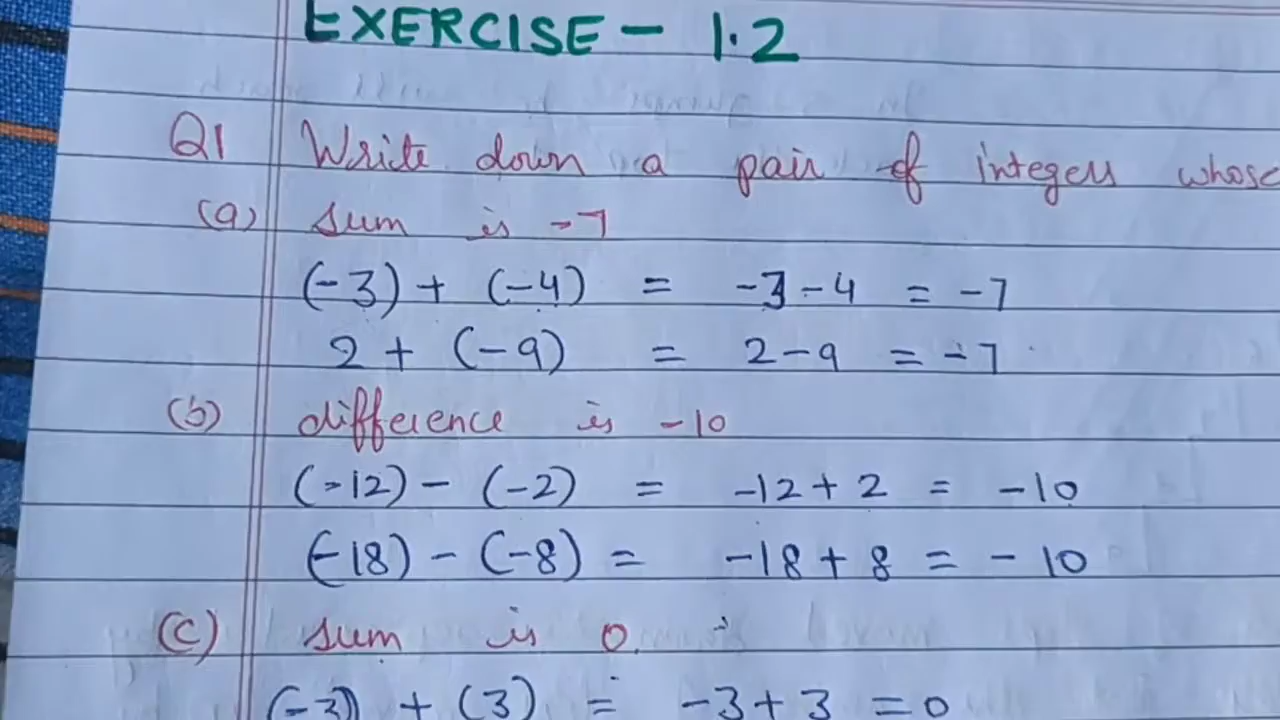 EXERCISE - 1.2
Q1 Write down a pair of integers whose
(a) sum is -7
(-3) + (-4) = -3-4 = -7
2 + (-9) = 2-9 = -7
(b) difference is -10
(-12) - (-2) = -12+2 = -10
(-18) - (-8) = -18+8 = -10
(c) sum is 0.
(-3) + (3) = -3+3 = 0